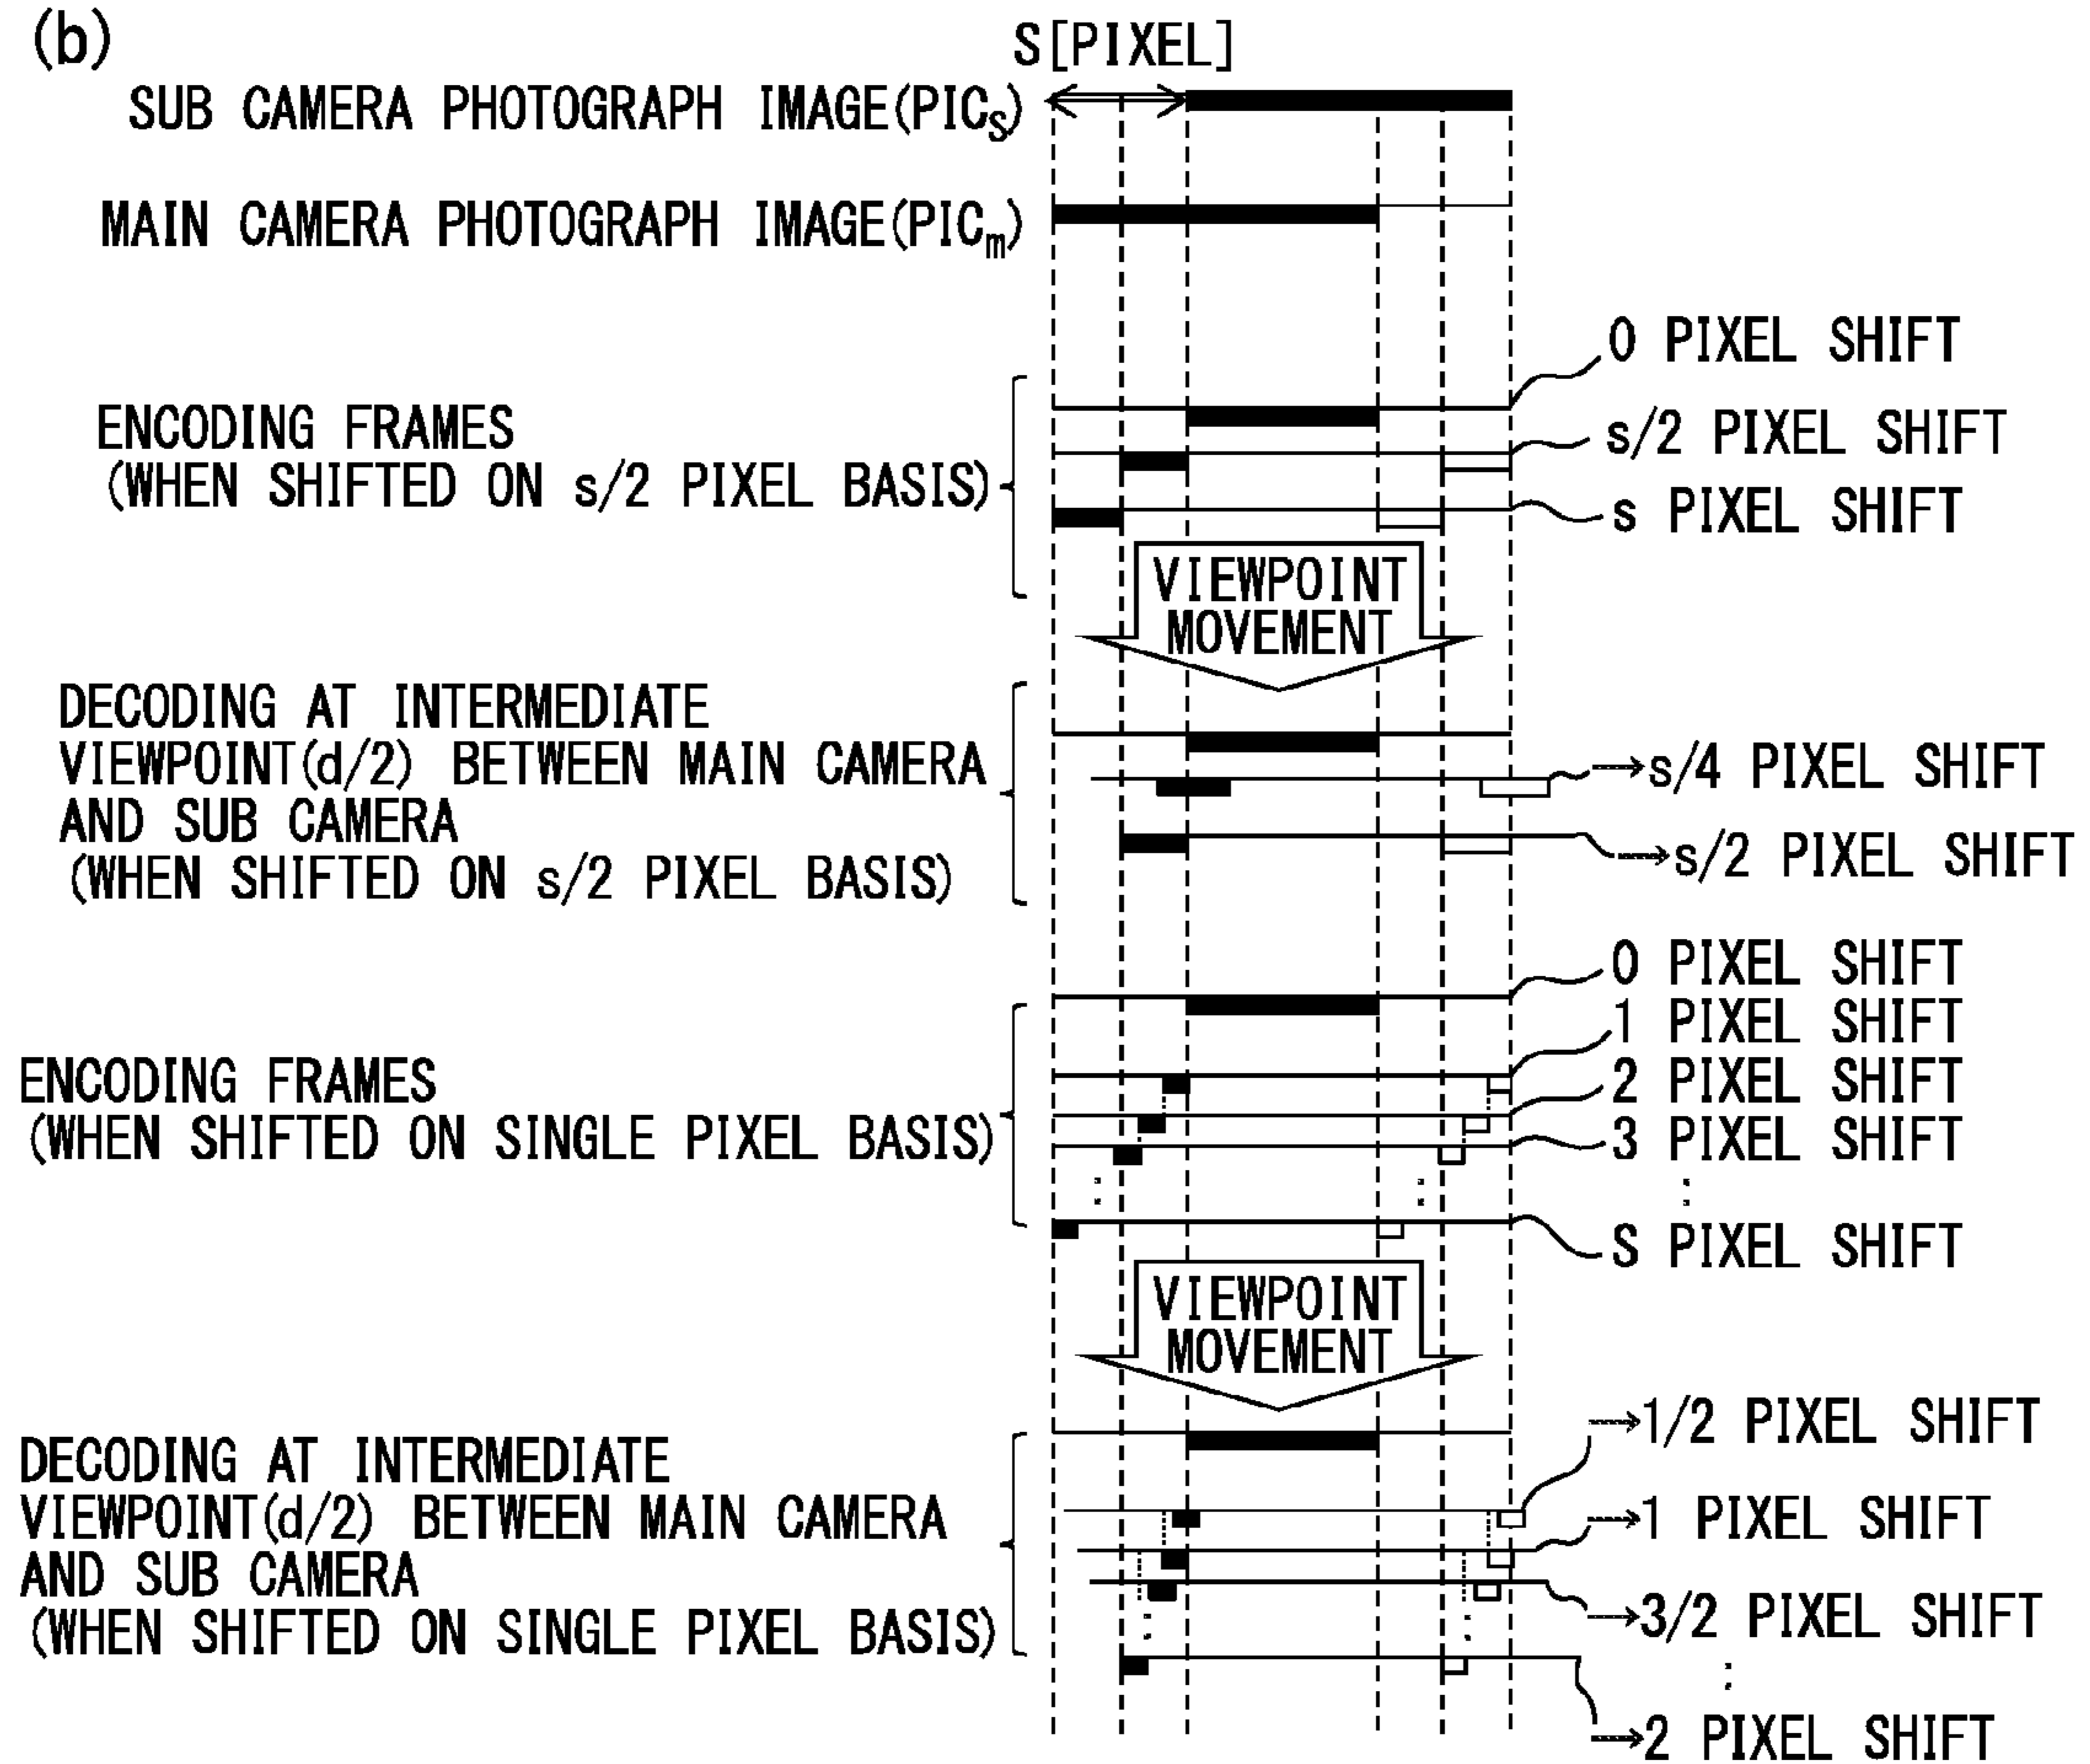 (b)
S[PIXEL]
SUB CAMERA PHOTOGRAPH IMAGE(PICS)
MAIN CAMERA PHOTOGRAPH IMAGE(PICm)
0 PIXEL SHIFT
ENCODING FRAMES
(WHEN SHIFTED ON s/2 PIXEL BASIS)
s/2 PIXEL SHIFT
s PIXEL SHIFT
VIEWPOINT
MOVEMENT
DECODING AT INTERMEDIATE
VIEWPOINT(d/2) BETWEEN MAIN CAMERA
AND SUB CAMERA
(WHEN SHIFTED ON s/2 PIXEL BASIS)
→s/4 PIXEL SHIFT
→s/2 PIXEL SHIFT
0 PIXEL SHIFT
1 PIXEL SHIFT
2 PIXEL SHIFT
3 PIXEL SHIFT
:
S PIXEL SHIFT
ENCODING FRAMES
(WHEN SHIFTED ON SINGLE PIXEL BASIS)
: :
VIEWPOINT
MOVEMENT
DECODING AT INTERMEDIATE
VIEWPOINT(d/2) BETWEEN MAIN CAMERA
AND SUB CAMERA
(WHEN SHIFTED ON SINGLE PIXEL BASIS)
: :
→1/2 PIXEL SHIFT
→1 PIXEL SHIFT
→3/2 PIXEL SHIFT
:
→2 PIXEL SHIFT